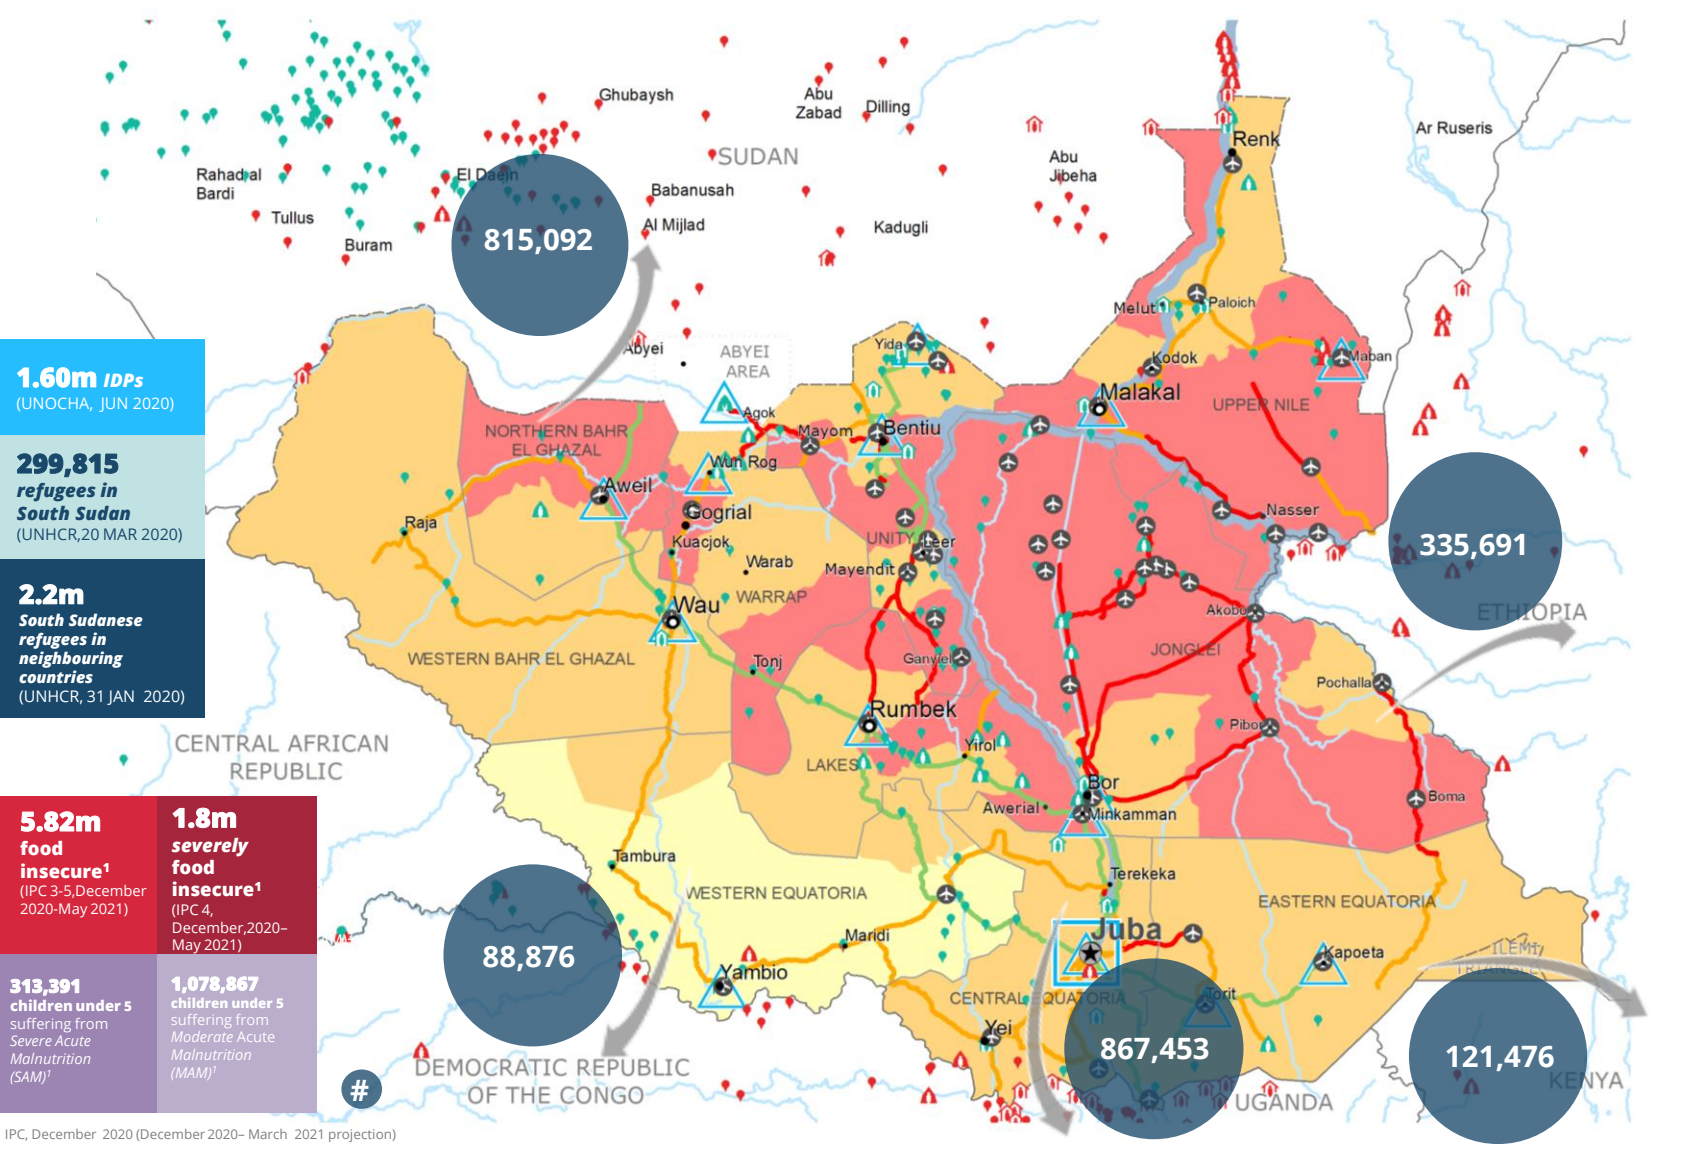 Ghubaysh
Abu
Zabad
Dilling
Ar Ruseris
Renk
SUDAN
Abu
Jibeha
Rahad al
Bardi
El Daein
Babanusah
Tullus
Al Mijlad
Kadugli
Buram
815,092
Melut
Paloich
Abyei
ABYEI
AREA
Yida
Kodok
Maban
1.60m IDPs
(UNOCHA, JUN 2020)
Malakal
UPPER NILE
Agok
NORTHERN BAHR
EL GHAZAL
Mayom
Bentiu
299,815
refugees in
South Sudan
(UNHCR,20 MAR 2020)
Wun Rog
Aweil
Gogrial
Nasser
Raja
Kuacjok
UNITY
Leer
335,691
Warab
Mayendit
2.2m
South Sudanese
refugees in
neighbouring
countries
(UNHCR, 31 JAN 2020)
WARRAP
Wau
Akobo
ETHIOPIA
WESTERN BAHR EL GHAZAL
Tonj
Ganyiel
JONGLEI
Pochalla
Rumbek
Pibor
CENTRAL AFRICAN
REPUBLIC
Yirol
LAKES
Bor
Boma
Awerial
Minkamman
5.82m
food
insecure¹
(IPC 3-5,December
2020-May 2021)
1.8m
severely
food
insecure¹
(IPC 4,
December,2020–
May 2021)
Tambura
Terekeka
WESTERN EQUATORIA
EASTERN EQUATORIA
Juba
Maridi
88,876
Kapoeta
ILEMI
TRIANGLE
Yambio
313,391
children under 5
suffering from
Severe Acute
Malnutrition
(SAM)¹
1,078,867
children under 5
suffering from
Moderate Acute
Malnutrition
(MAM)¹
CENTRAL EQUATORIA
Torit
Yei
867,453
121,476
DEMOCRATIC REPUBLIC
OF THE CONGO
#
KENYA
UGANDA
IPC, December 2020 (December 2020– March 2021 projection)